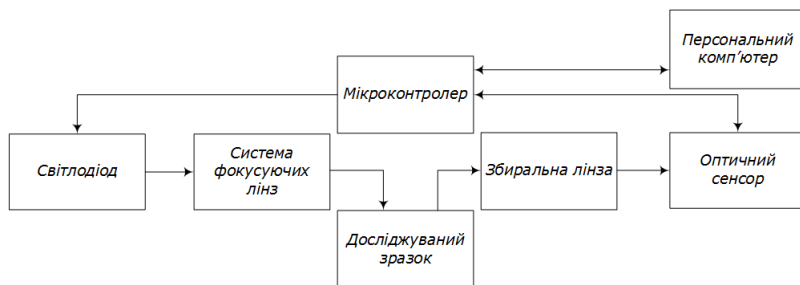 Персональний
комп’ютер
Мікроконтролер
Світлодіод
Система
фокусуючих
лінз
Збиральна лінза
Оптичний
сенсор
Досліджуваний
зразок